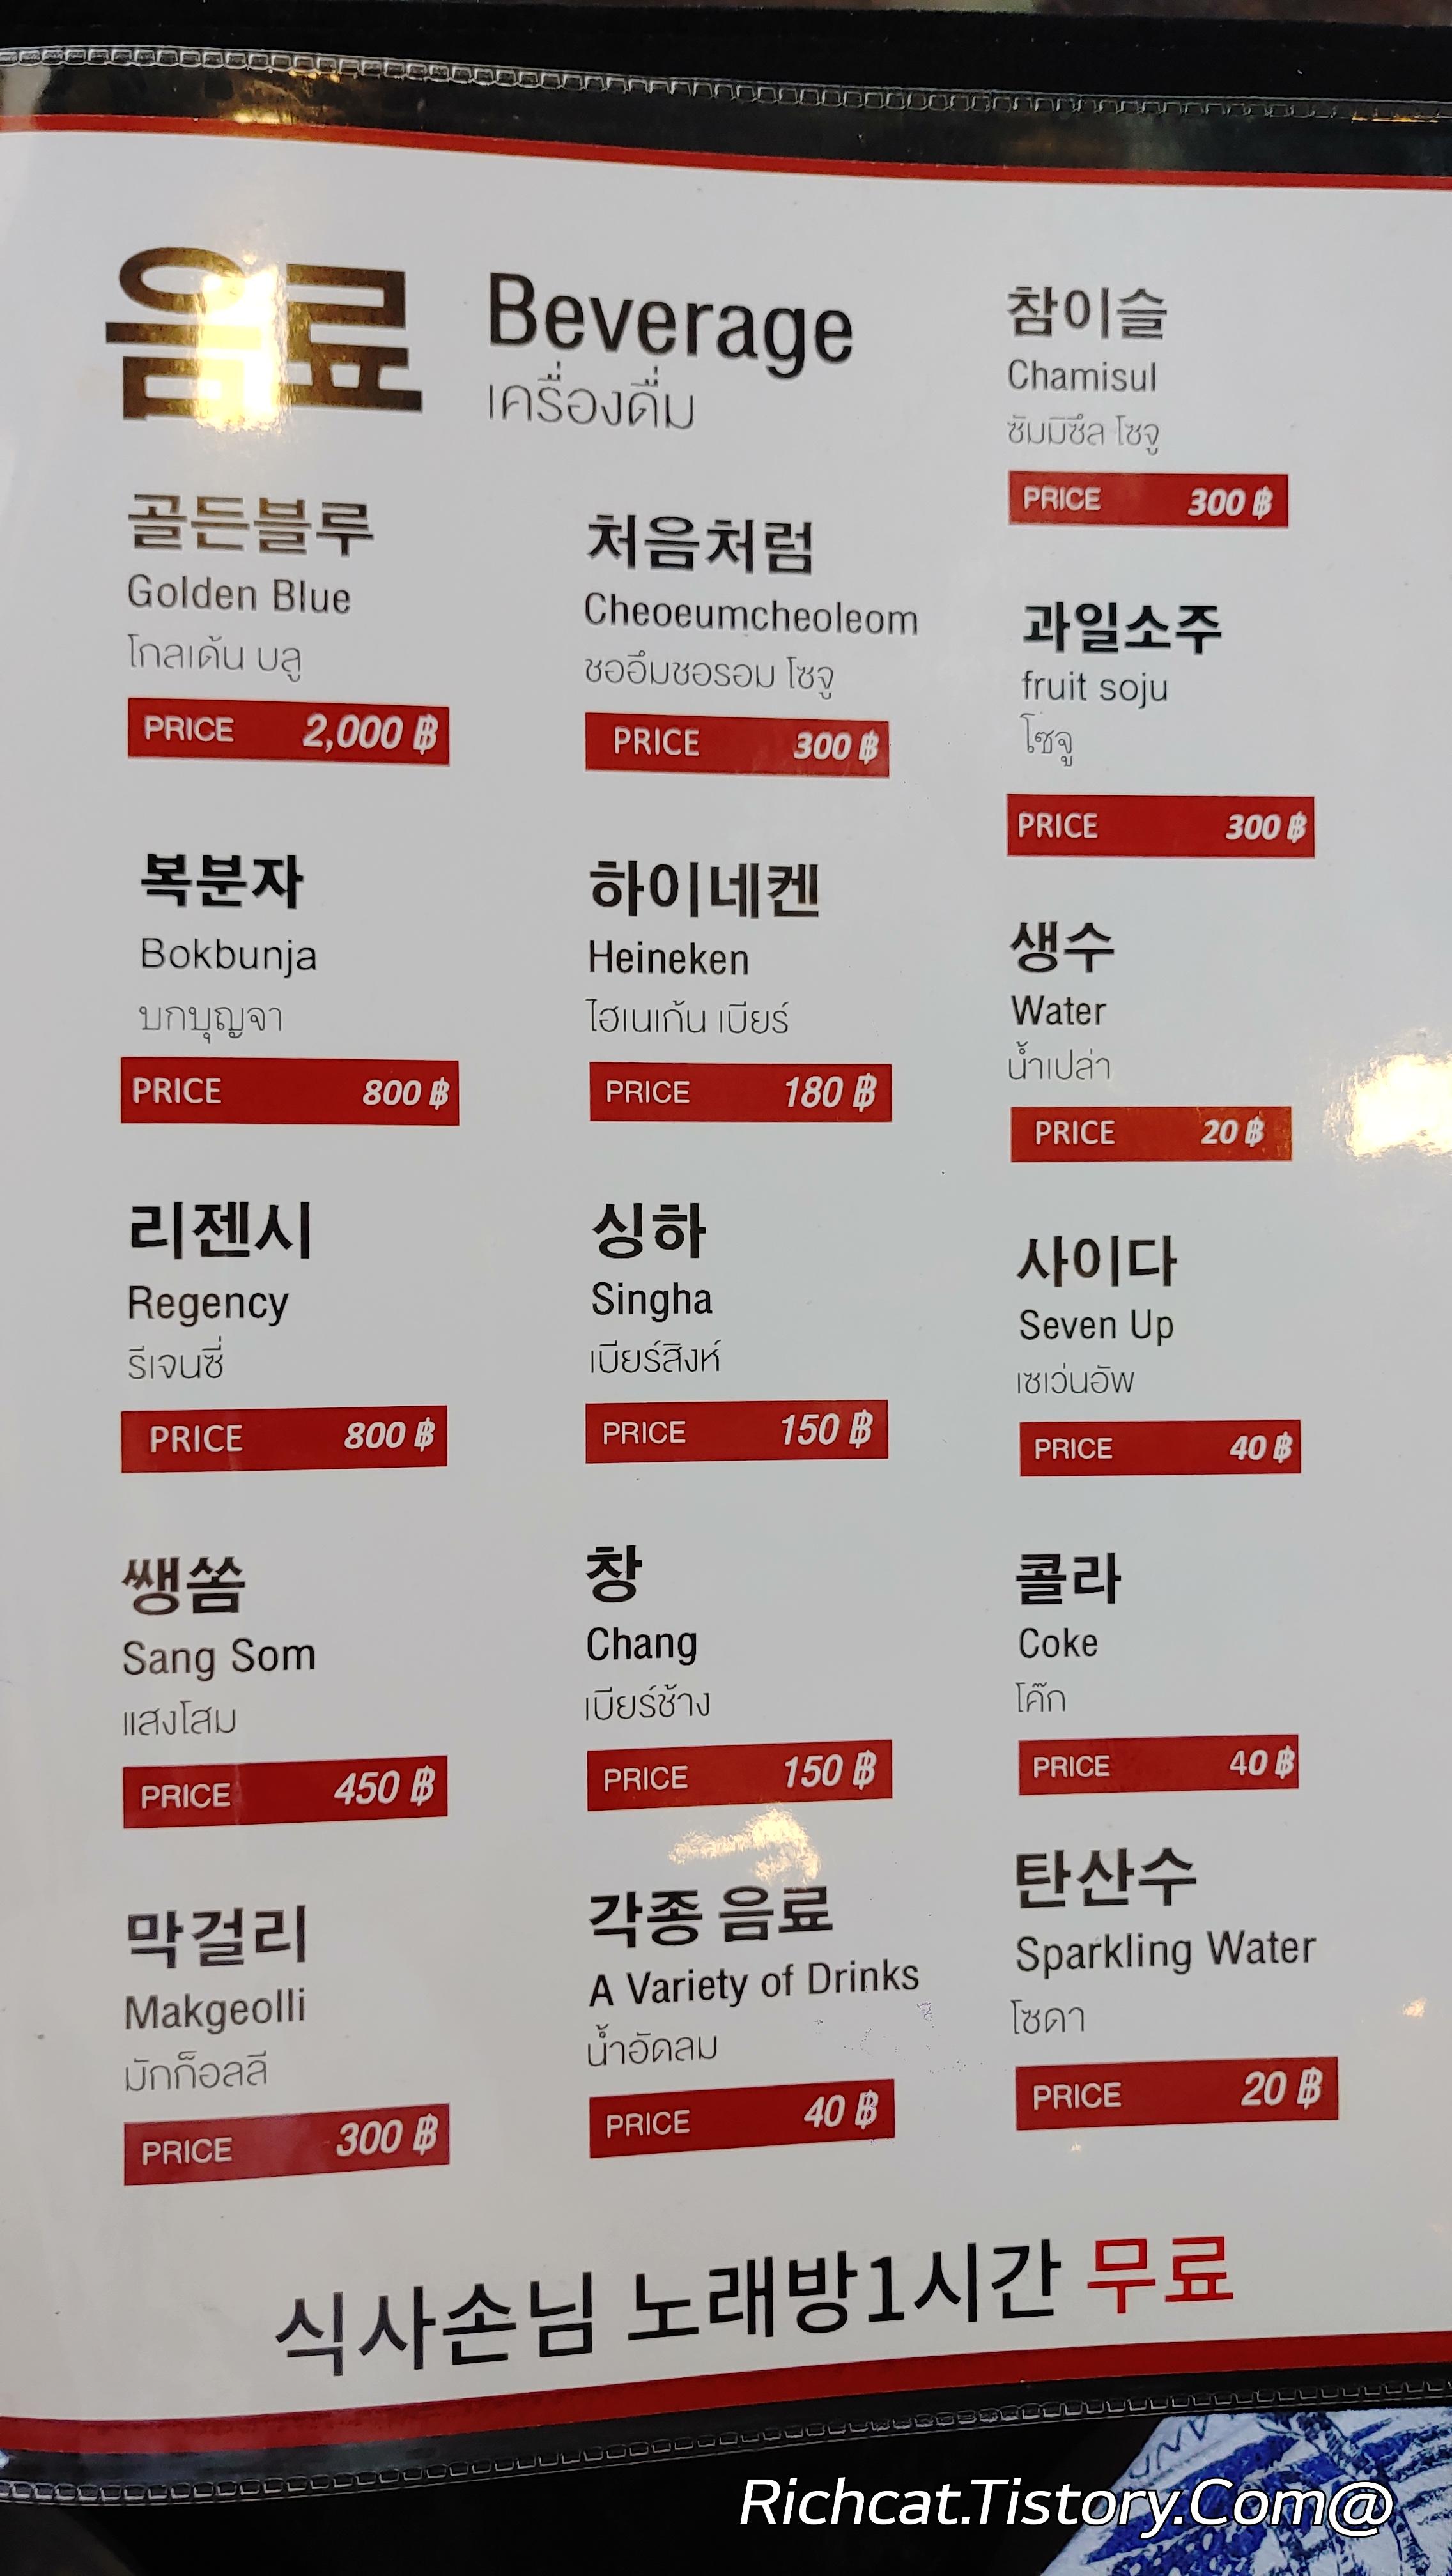 음료
Beverage
เครื่องดื่ม
골든블루
Golden Blue
โกลเด้น บลู
PRICE 2,000 ฿
복분자
Bokbunja
บกบุญจา
PRICE 800 ฿
리젠시
Regency
รีเจนซี่
PRICE 800 ฿
쌩쏨
Sang Som
แสงโสม
PRICE 450 ฿
막걸리
Makgeolli
มักก็อลลี
PRICE 300 ฿
처음처럼
Cheoeumcheoleom
ชออึมชอรอม โซจู
PRICE 300 ฿
하이네켄
Heineken
ไฮเนเก้น เบียร์
PRICE 180 ฿
싱하
Singha
เบียร์สิงห์
PRICE 150 ฿
창
Chang
เบียร์ช้าง
PRICE 150 ฿
각종 음료
A Variety of Drinks
น้ำอัดลม
PRICE 40 ฿
참이슬
Chamisul
ชัมมิซึล โซจู
PRICE 300 ฿
과일소주
fruit soju
โซจู
PRICE 300 ฿
생수
Water
น้ำเปล่า
PRICE 20 ฿
사이다
Seven Up
เซเว่นอัพ
PRICE 40 ฿
콜라
Coke
โค๊ก
PRICE 40 ฿
탄산수
Sparkling Water
โซดา
PRICE 20 ฿
식사손님 노래방1시간 무료
Richcat.Tistory.Com@